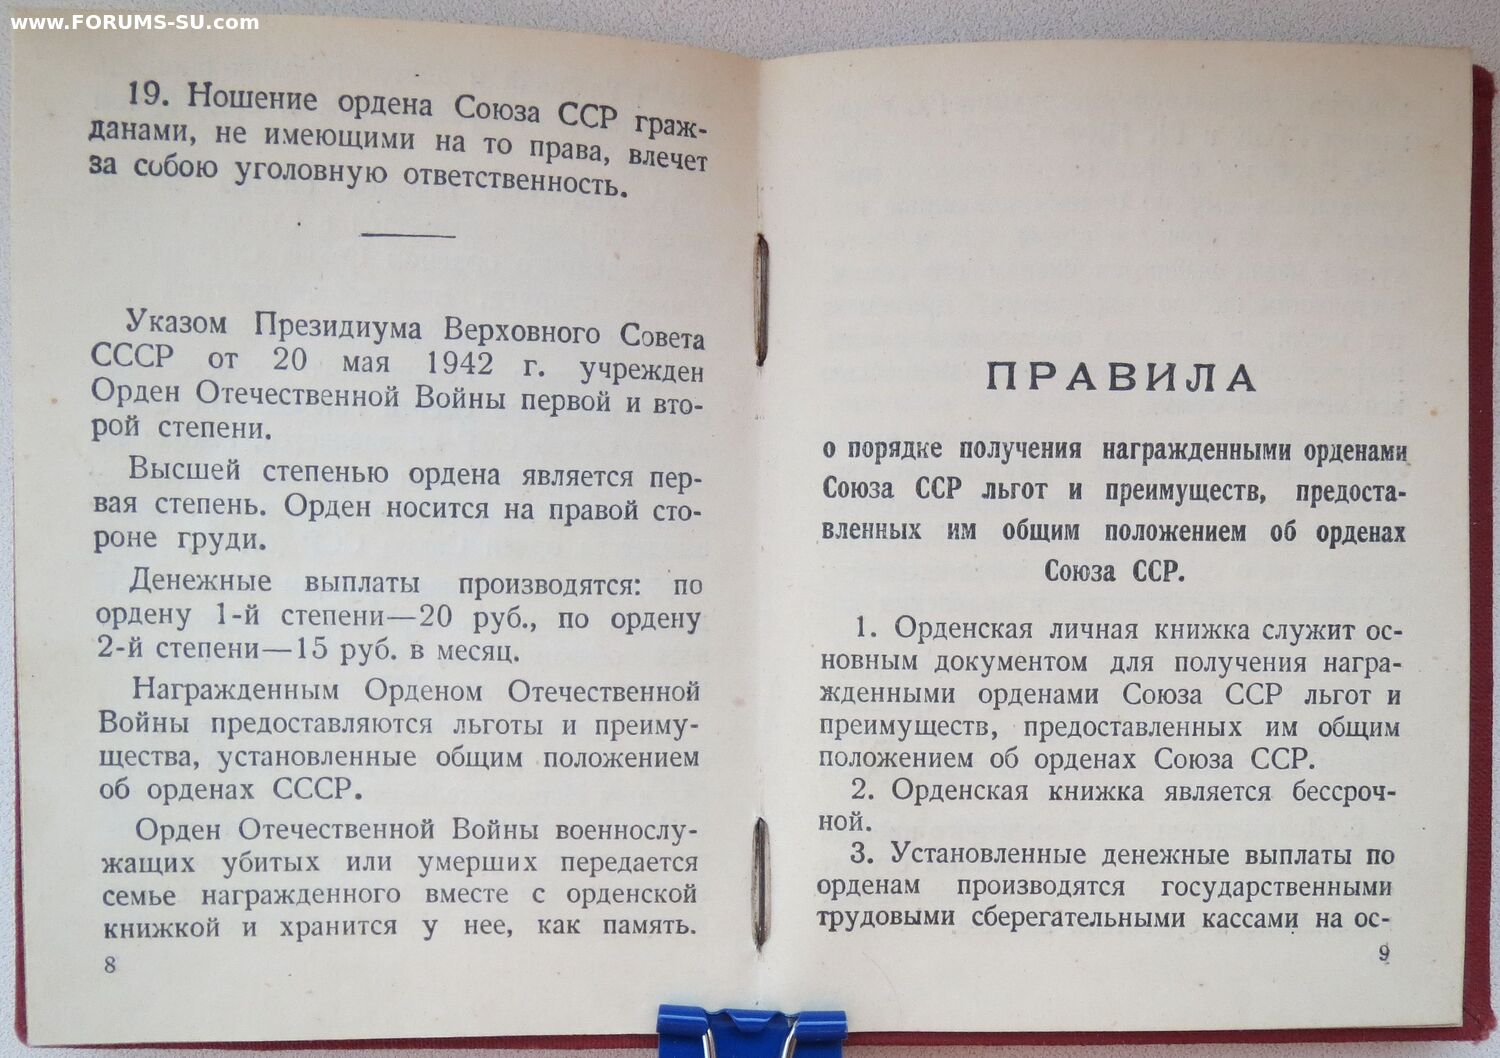 www.FORUMS-SU.com
19. Ношение ордена Союза ССР граж-
данами, не имеющими на то права, влечет
за собою уголовную ответственность.
Указом Президиума Верховного Совета
СССР от 20 мая 1942 г. учрежден
Орден Отечественной Войны первой и вто-
рой степени.
Высшей степенью ордена является пер-
вая степень. Орден носится на правой сто-
роне груди.
Денежные выплаты производятся: по
ордену 1-й степени—20 руб., по ордену
2-й степени—15 руб. в месяц.
Награжденным Орденом Отечественной
Войны предоставляются льготы и преиму-
щества, установленные общим положением
об орденах СССР.
Орден Отечественной Войны военнослу-
жащих убитых или умерших передается
семье награжденного вместе с орденской
книжкой и хранится у нее, как память.
8
ПРАВИЛА
о порядке получения награжденными орденами
Союза ССР льгот и преимуществ, предоста-
вленных им общим положением об орденах
Союза ССР.
1. Орденская личная книжка служит ос-
новным документом для получения награ-
жденными орденами Союза ССР льгот и
преимуществ, предоставленных им общим
положением об орденах Союза ССР.
2. Орденская книжка является бессроч-
ной.
3. Установленные денежные выплаты по
орденам производятся государственными
трудовыми сберегательными кассами на ос-
9